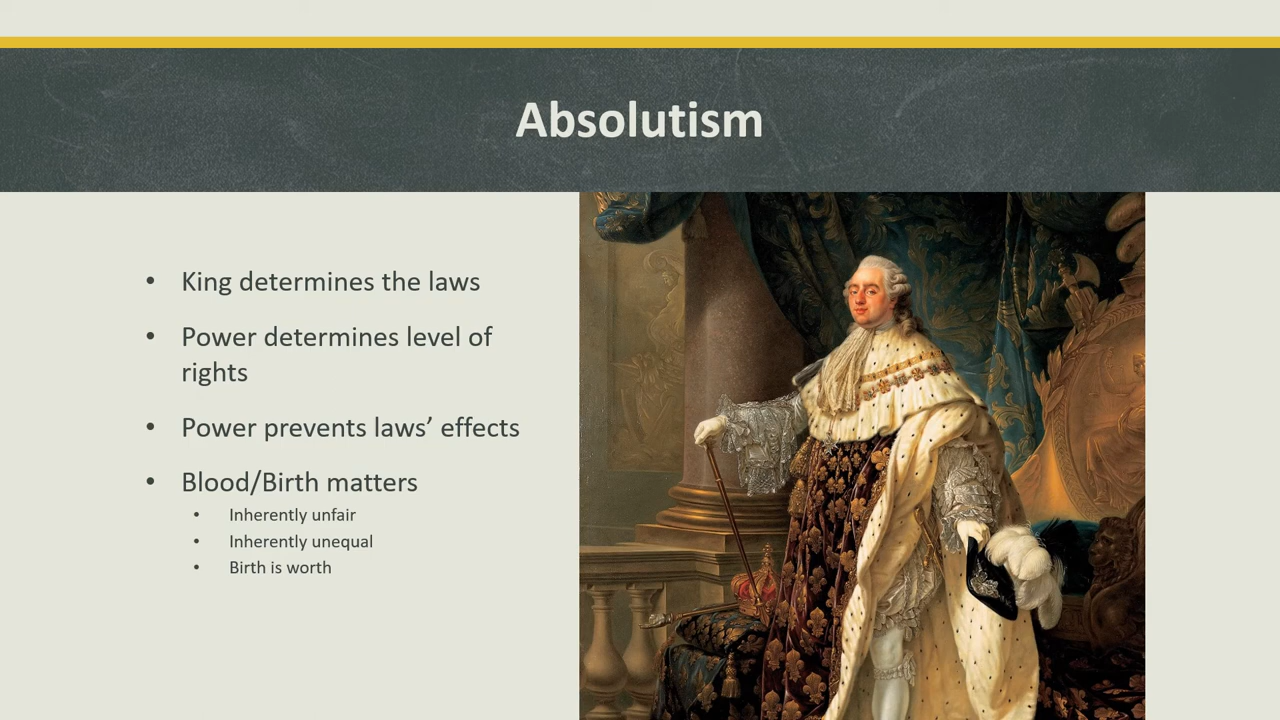 Absolutism
• King determines the laws
• Power determines level of
rights
• Power prevents laws’ effects
• Blood/Birth matters
• Inherently unfair
• Inherently unequal
• Birth is worth